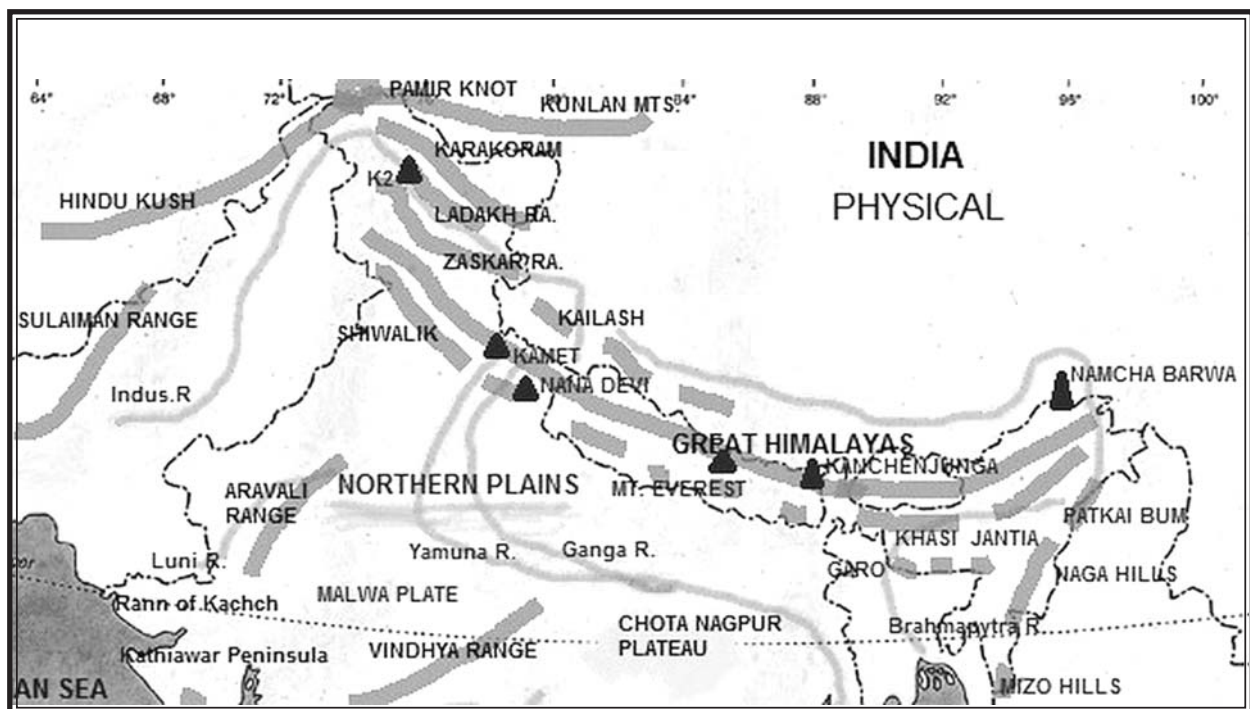 64° 68° 72° 76 80 84° 88° 92° 95° 100°
PAMIR KNOT
KUNLAN MTS.
INDIA
PHYSICAL
KARAKORAM
K2
HINDU KUSH
LADAKH RA.
ZASKAR RA.
SULAIMAN RANGE
KAILASH
SHIWALIK
KAMET
NANA DEVI
NAMCHA BARWA
Indus.R
GREAT HIMALAYAS
KANCHENJUNGA
NORTHERN PLAINS
MT. EVEREST
ARAVALI
RANGE
PATKAI BUM
KHASI JANTIA
Luni R.
Yamuna R.
Ganga R.
GARO
NAGA HILLS
MALWA PLATE
Rann of Kachch
CHOTA NAGPUR
PLATEAU
Brahmapytra R
Kathiawar Peninsula
VINDHYA RANGE
AN SEA
MIZO HILLS